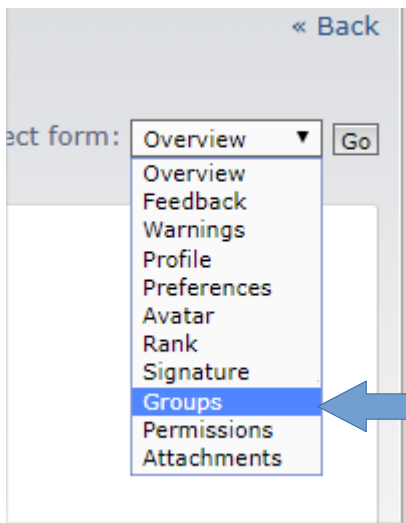 « Back
ect form: Overview Go
Overview
Feedback
Warnings
Profile
Preferences
Avatar
Rank
Signature
Groups
Permissions
Attachments